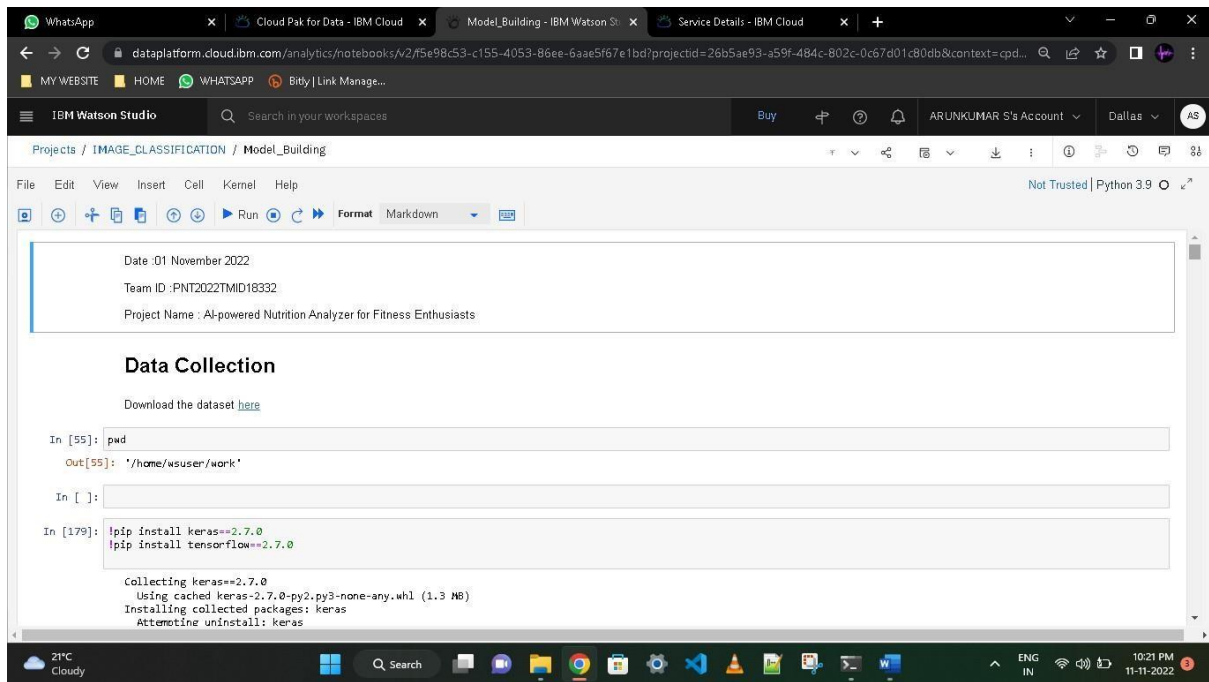 WhatsApp
Cloud Pak for Data - IBM Cloud
Model_Building - IBM Watson St
Service Details - IBM Cloud
dataplatform.cloud.ibm.com/analytics/notebooks/v2/f5e98c53-c155-4053-86ee-6aae5f67e1bd?projectid=26b5ae93-a59f-484c-802c-0c67d01c80db&context=cpd...
MY WEBSITE HOME WHATSAPP Bitly | Link Manage...
IBM Watson Studio Search in your workspaces Buy ARUNKUMAR S's Account Dallas AS
Projects / IMAGE_CLASSIFICATION / Model_Building
File Edit View Insert Cell Kernel Help Not Trusted | Python 3.9
Run Format Markdown
Date :01 November 2022
Team ID :PNT2022TMID18332
Project Name : AI-powered Nutrition Analyzer for Fitness Enthusiasts
Data Collection
Download the dataset here
In [55]: pwd
Out[55]: '/home/wsuser/work'
In [ ]:
In [179]: !pip install keras==2.7.0
!pip install tensorflow==2.7.0
Collecting keras==2.7.0
Using cached keras-2.7.0-py2.py3-none-any.whl (1.3 MB)
Installing collected packages: keras
Attempting uninstall: keras
21°C
Cloudy
Search
ENG
IN
10:21 PM
11-11-2022
3